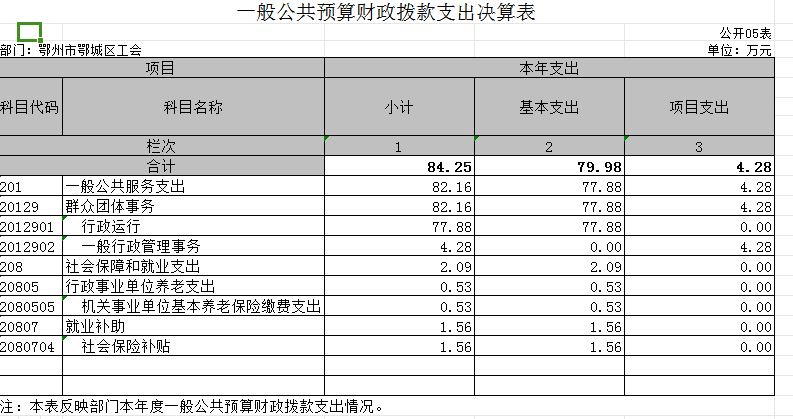 一般公共预算财政拨款支出决算表
公开05表
部门：鄂州市鄂城区工会 单位：万元
项目 本年支出
科目代码 科目名称 小计 基本支出 项目支出
栏次 1 2 3
合计 84.25 79.98 4.28
201 一般公共服务支出 82.16 77.88 4.28
20129 群众团体事务 82.16 77.88 4.28
2012901 行政运行 77.88 77.88 0.00
2012902 一般行政管理事务 4.28 0.00 4.28
208 社会保障和就业支出 2.09 2.09 0.00
20805 行政事业单位养老支出 0.53 0.53 0.00
2080505 机关事业单位基本养老保险缴费支出 0.53 0.53 0.00
20807 就业补助 1.56 1.56 0.00
2080704 社会保险补贴 1.56 1.56 0.00
注：本表反映部门本年度一般公共预算财政拨款支出情况。